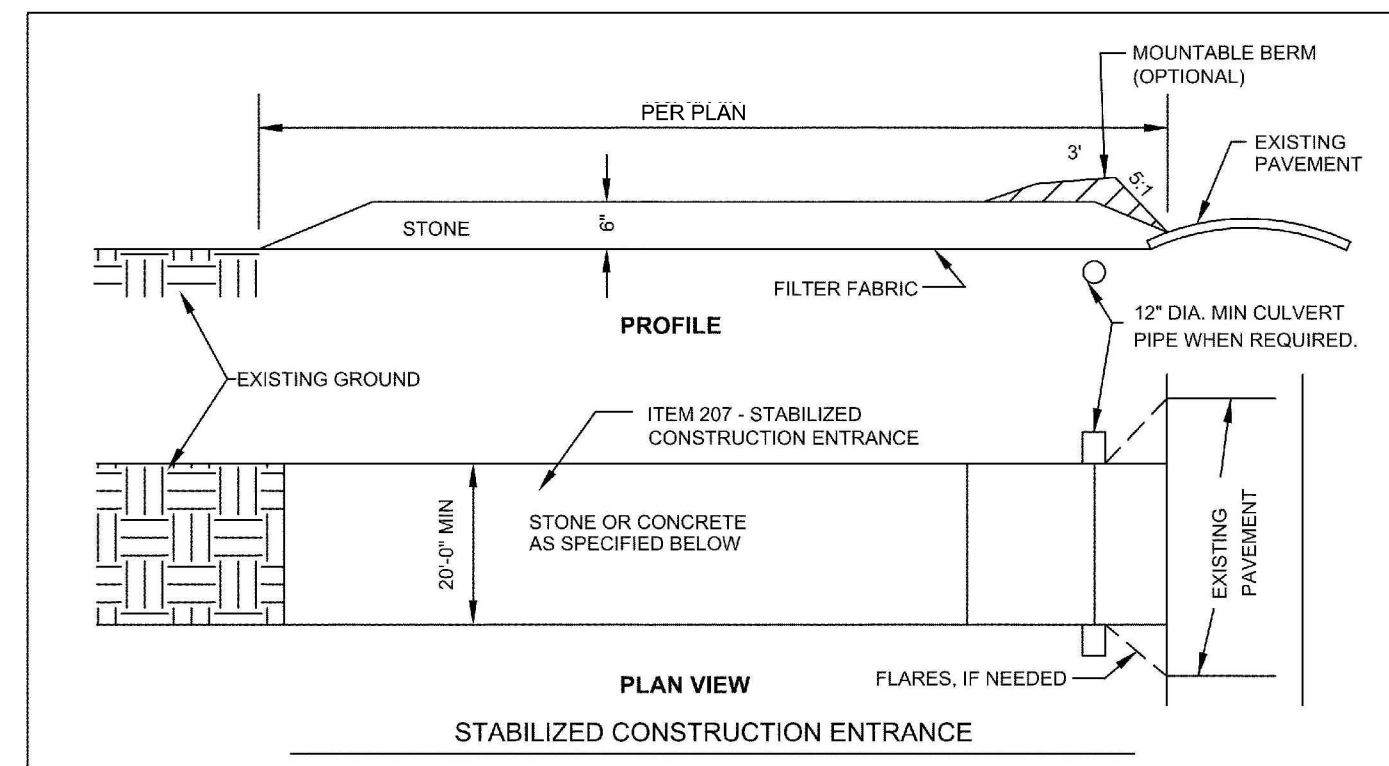 MOUNTABLE BERM
(OPTIONAL)
PER PLAN
3'
5:1
EXISTING
PAVEMENT
STONE
6"
FILTER FABRIC
PROFILE
12" DIA. MIN CULVERT
PIPE WHEN REQUIRED.
EXISTING GROUND
ITEM 207 - STABILIZED
CONSTRUCTION ENTRANCE
20'-0" MIN
STONE OR CONCRETE
AS SPECIFIED BELOW
EXISTING
PAVEMENT
PLAN VIEW
FLARES, IF NEEDED
STABILIZED CONSTRUCTION ENTRANCE